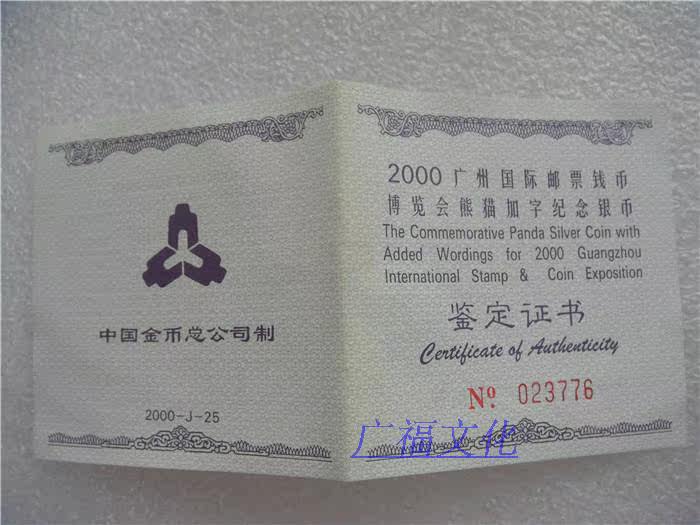 中国金币总公司制
2000-J-25
2000 广州国际邮票钱币
博览会熊猫加字纪念银币
The Commemorative Panda Silver Coin with
Added Wordings for 2000 Guangzhou
International Stamp & Coin Exposition
鉴定证书
Certificate of Authenticity
Nº 023776
广福文化